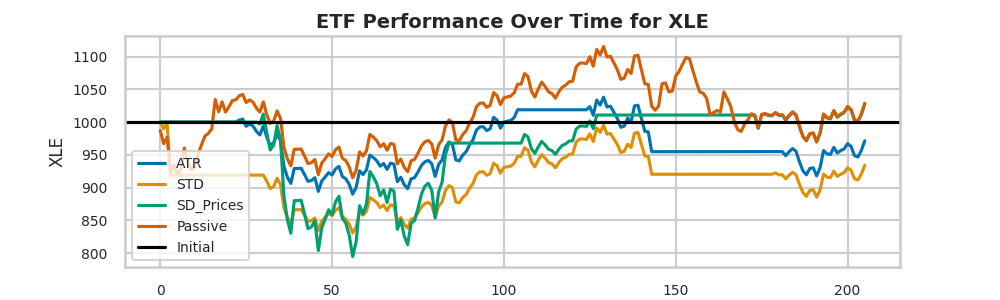 ETF Performance Over Time for XLE
XLE
1100
1050
1000
950
900
850
800
ATR
STD
SD_Prices
Passive
Initial
0 50 100 150 200